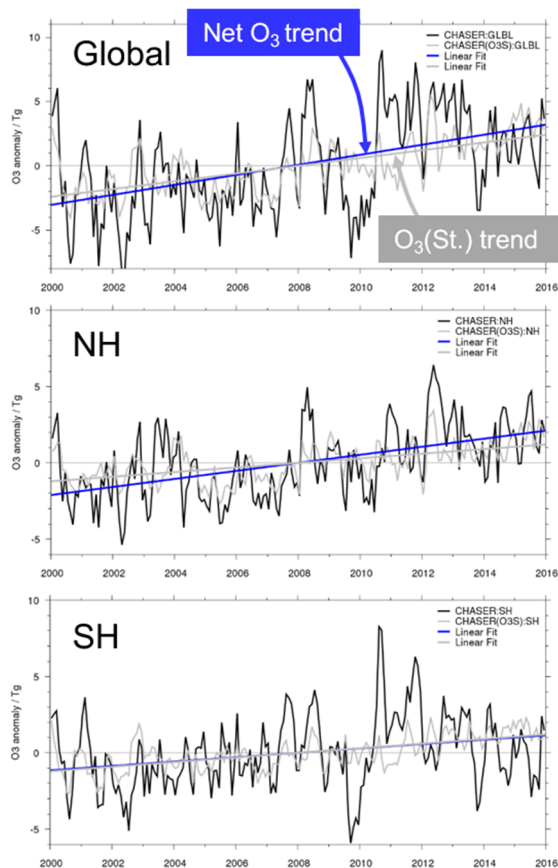 Global
Net O₃ trend
CHASER:GLBL
CHASER(O3S):GLBL
Linear Fit
Linear Fit
O3 anomaly / Tg
10
5
0
-5
O₃(St.) trend
2000 2002 2004 2006 2008 2010 2012 2014 2016
NH
CHASER:NH
CHASER(O3S):NH
Linear Fit
Linear Fit
O3 anomaly / Tg
10
5
0
-5
2000 2002 2004 2006 2008 2010 2012 2014 2016
SH
CHASER:SH
CHASER(O3S):SH
Linear Fit
Linear Fit
O3 anomaly / Tg
10
5
0
-5
2000 2002 2004 2006 2008 2010 2012 2014 2016